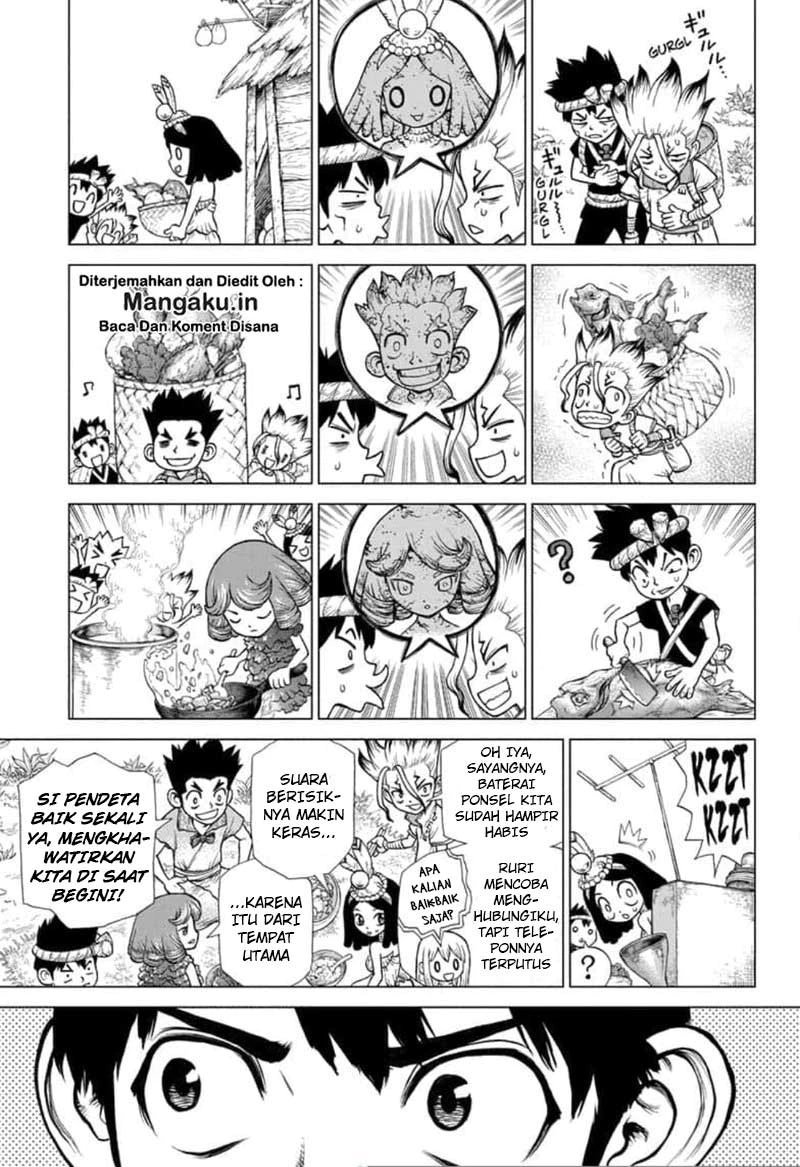 ギュルルル…
GURGL
ギュルルル…
GURGL
Diterjemahkan dan Diedit Oleh :
Mangaku.in
Baca Dan Koment Disana
♪
♪
?
KZZT
KZZT
?
OH IYA,
SAYANGNYA,
BATERAI
PONSEL KITA
SUDAH HAMPIR
HABIS
RURI
MENCOBA
MENG-
HUBUNGIKU,
TAPI TELE-
PONNYA
TERPUTUS
APA
KALIAN
BAIK-BAIK
SAJA?
SUARA
BERISIK-
NYA MAKIN
KERAS...
...KARENA
ITU DARI
TEMPAT
UTAMA
SI PENDETA
BAIK SEKALI
YA, MENGKHA-
WATIRKAN
KITA DI SAAT
BEGINI!